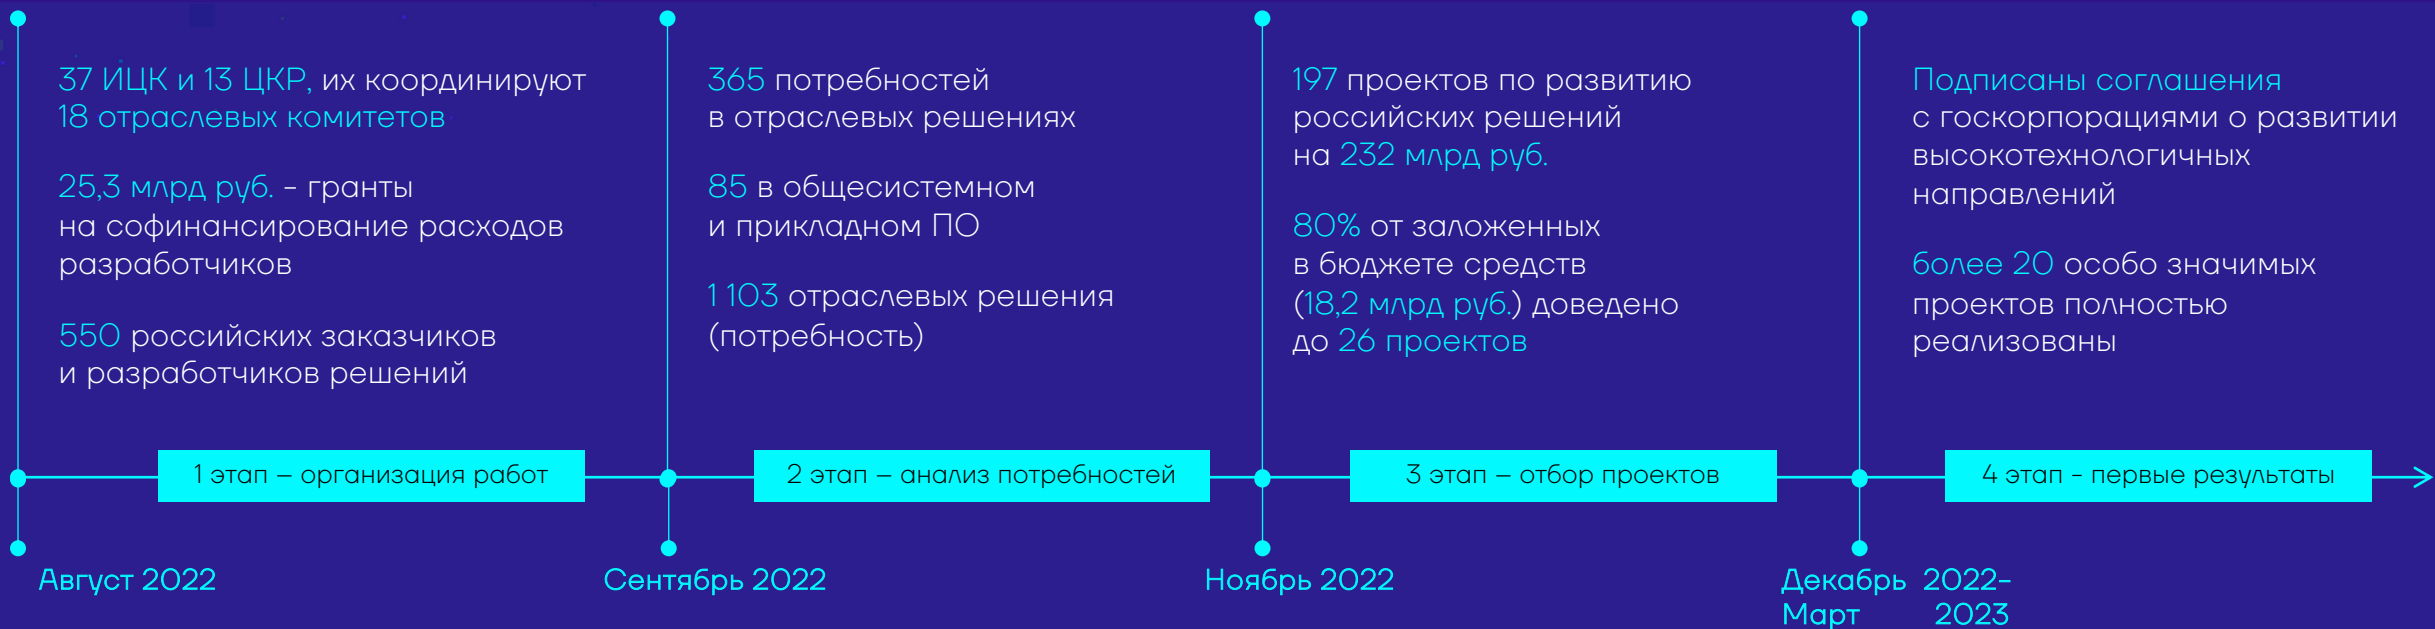 37 ИЦК и 13 ЦКР, их координируют
18 отраслевых комитетов
25,3 млрд руб. - гранты
на софинансирование расходов
разработчиков
550 российских заказчиков
и разработчиков решений
365 потребностей
в отраслевых решениях
85 в общесистемном
и прикладном ПО
1 103 отраслевых решения
(потребность)
197 проектов по развитию
российских решений
на 232 млрд руб.
80% от заложенных
в бюджете средств
(18,2 млрд руб.) доведено
до 26 проектов
Подписаны соглашения
с госкорпорациями о развитии
высокотехнологичных
направлений
более 20 особо значимых
проектов полностью
реализованы
1 этап – организация работ
2 этап – анализ потребностей
3 этап – отбор проектов
4 этап - первые результаты
Август 2022
Сентябрь 2022
Ноябрь 2022
Декабрь 2022-
Март 2023